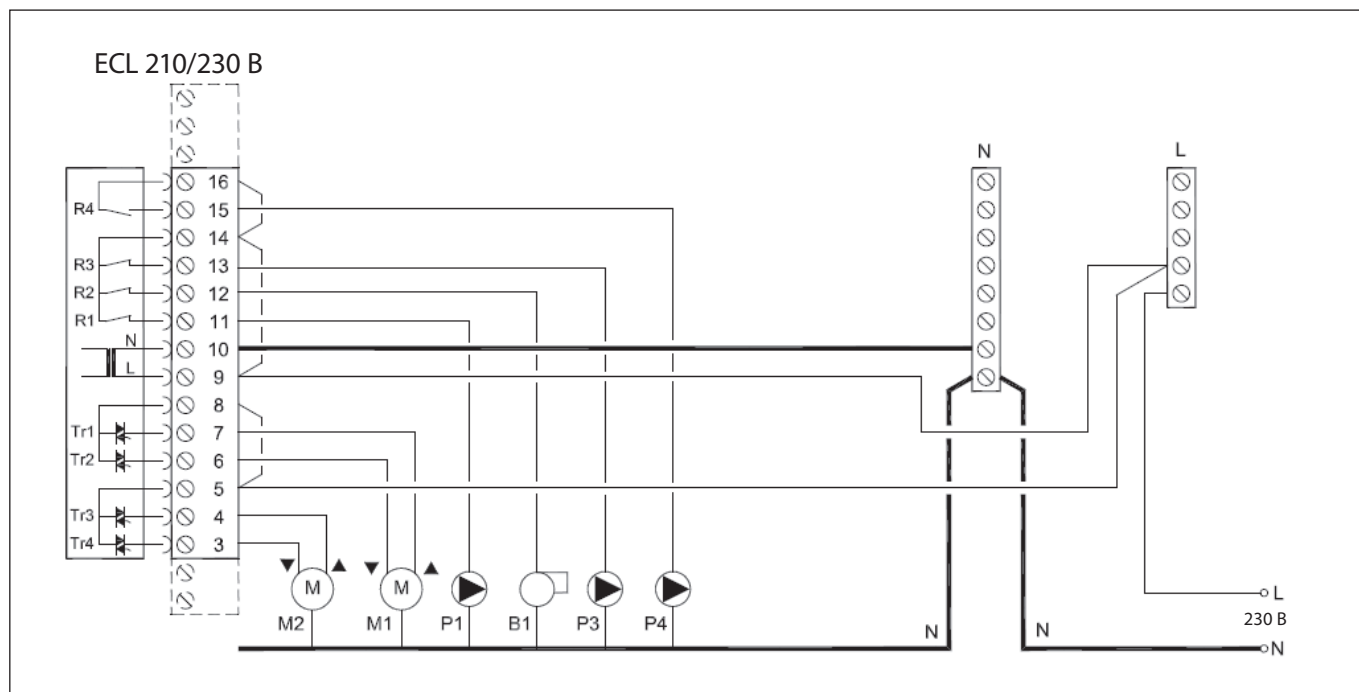 ECL 210/230 В
N
L
16
R4
15
14
R3
13
R2
12
R1
11
N
10
L
9
8
Tr1
7
Tr2
6
5
Tr3
4
Tr4
3
M
M
M2
M1
P1
B1
P3
P4
N
N
L
230 В
N